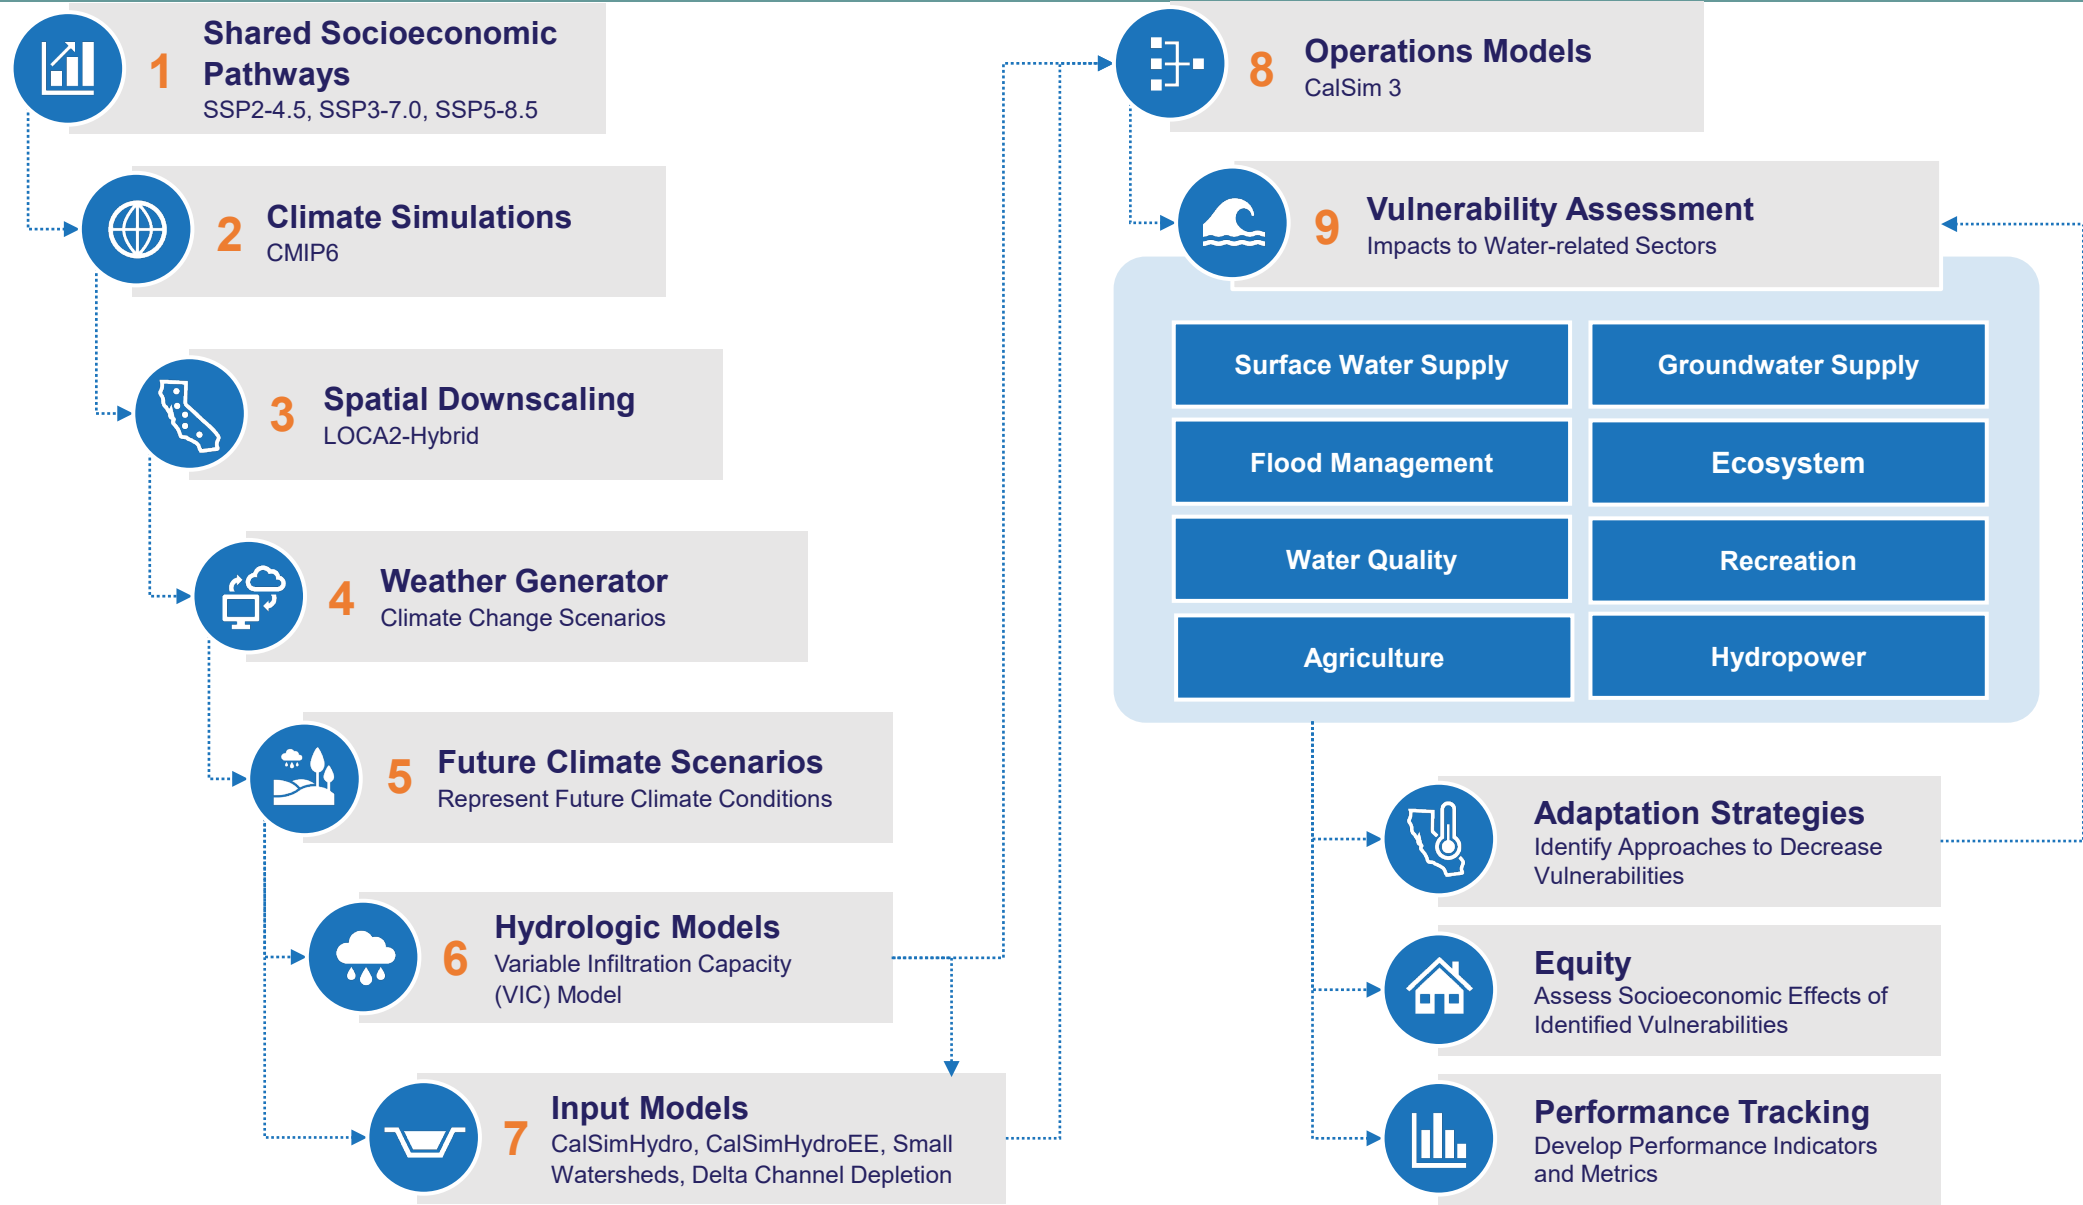 1
Shared Socioeconomic
Pathways
SSP2-4.5, SSP3-7.0, SSP5-8.5
2
Climate Simulations
CMIP6
3
Spatial Downscaling
LOCA2-Hybrid
4
Weather Generator
Climate Change Scenarios
5
Future Climate Scenarios
Represent Future Climate Conditions
6
Hydrologic Models
Variable Infiltration Capacity
(VIC) Model
7
Input Models
CalSimHydro, CalSimHydroEE, Small
Watersheds, Delta Channel Depletion
8
Operations Models
CalSim 3
9
Vulnerability Assessment
Impacts to Water-related Sectors
Surface Water Supply
Groundwater Supply
Flood Management
Ecosystem
Water Quality
Recreation
Agriculture
Hydropower
Adaptation Strategies
Identify Approaches to Decrease
Vulnerabilities
Equity
Assess Socioeconomic Effects of
Identified Vulnerabilities
Performance Tracking
Develop Performance Indicators
and Metrics